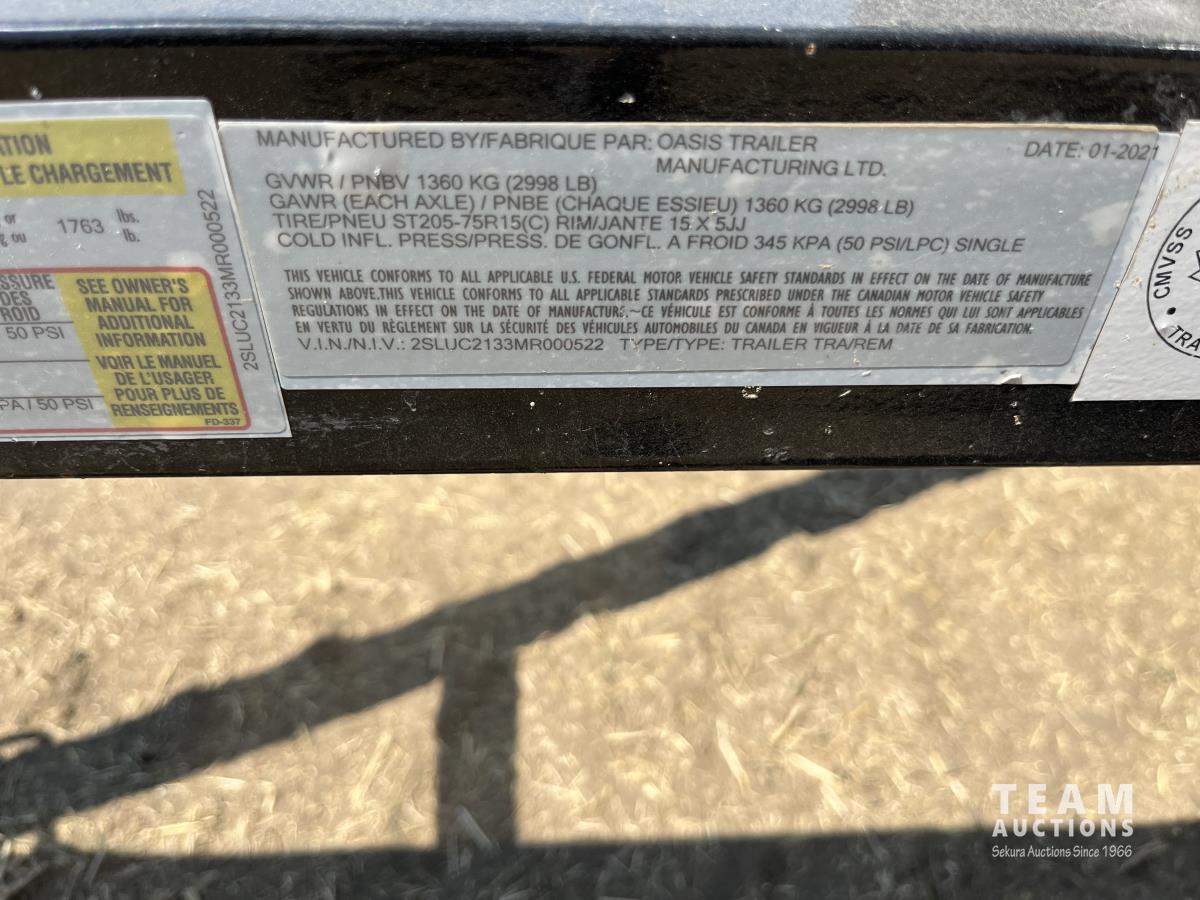 ATION
LE CHARGEMENT
or 1763 lbs.
ou lb.
SSURE
DES
ROID
50 PSI
PA / 50 PSI
SEE OWNER'S
MANUAL FOR
ADDITIONAL
INFORMATION
VOIR LE MANUEL
DE L'USAGER
POUR PLUS DE
RENSEIGNEMENTS
FD-337
2SLUC2133MR000522
MANUFACTURED BY/FABRIQUE PAR: OASIS TRAILER
MANUFACTURING LTD.
DATE: 01-2021
GVWR / PNBV 1360 KG (2998 LB)
GAWR (EACH AXLE) / PNBE (CHAQUE ESSIEU) 1360 KG (2998 LB)
TIRE/PNEU ST205-75R15(C) RIM/JANTE 15 X 5JJ
COLD INFL. PRESS/PRESS. DE GONFL. A FROID 345 KPA (50 PSI/LPC) SINGLE
THIS VEHICLE CONFORMS TO ALL APPLICABLE U.S. FEDERAL MOTOR VEHICLE SAFETY STANDARDS IN EFFECT ON THE DATE OF MANUFACTURE
SHOWN ABOVE.THIS VEHICLE CONFORMS TO ALL APPLICABLE STANDARDS PRESCRIBED UNDER THE CANADIAN MOTOR VEHICLE SAFETY
REGULATIONS IN EFFECT ON THE DATE OF MANUFACTURE.~CE VÉHICULE EST CONFORME À TOUTES LES NORMES QUI LUI SONT APPLICABLES
EN VERTU DU RÈGLEMENT SUR LA SÉCURITÉ DES VÉHICULES AUTOMOBILES DU CANADA EN VIGUEUR À LA DATE DE SA FABRICATION.
V.I.N./N.I.V.: 2SLUC2133MR000522 TYPE/TYPE: TRAILER TRA/REM
CMVSS
TRA
TEAM
AUCTIONS
Sekura Auctions Since 1966